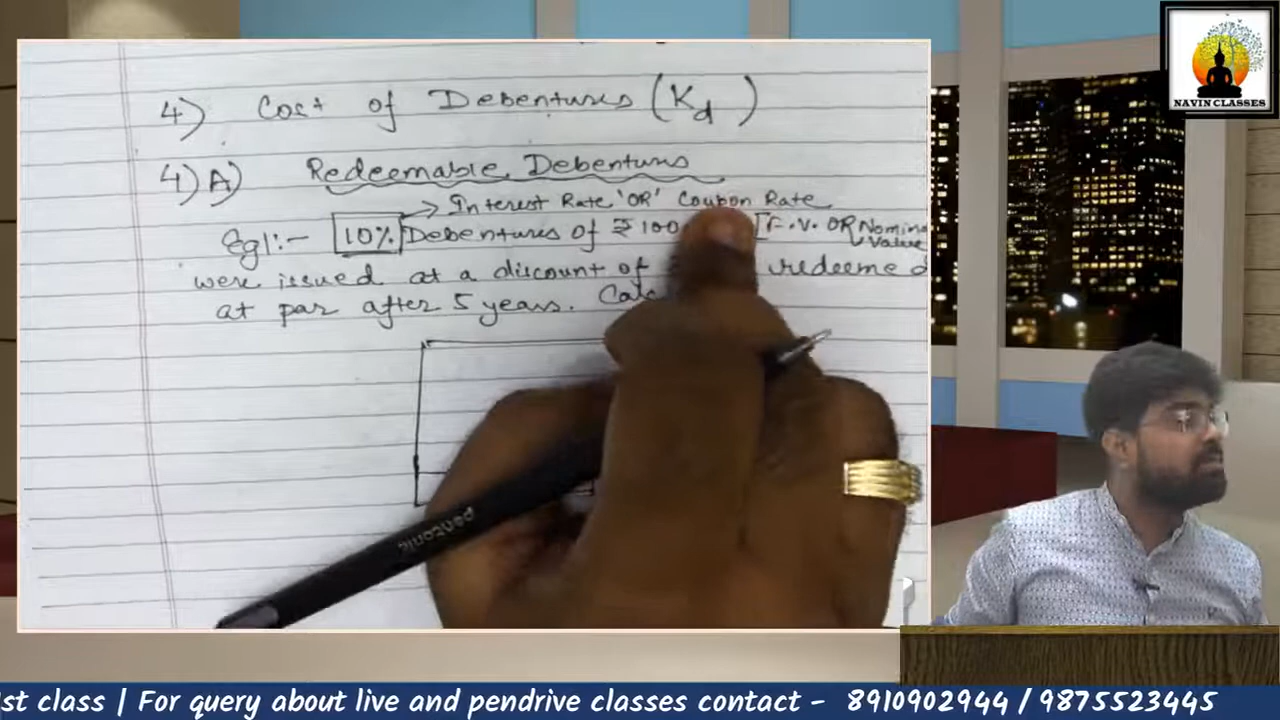 4) Cost of Debentures (Kd)
4)A) Redeemable Debentures
→ Interest Rate 'OR' Coupon Rate
Eg1:- 10% Debentures of ₹100 [F.V. OR Nomin
Value
were issued at a discount of redeemed
at par after 5 years.
pentonic
NAVIN CLASSES
1st class | For query about live and pendrive classes contact - 8910902944 / 9875523445